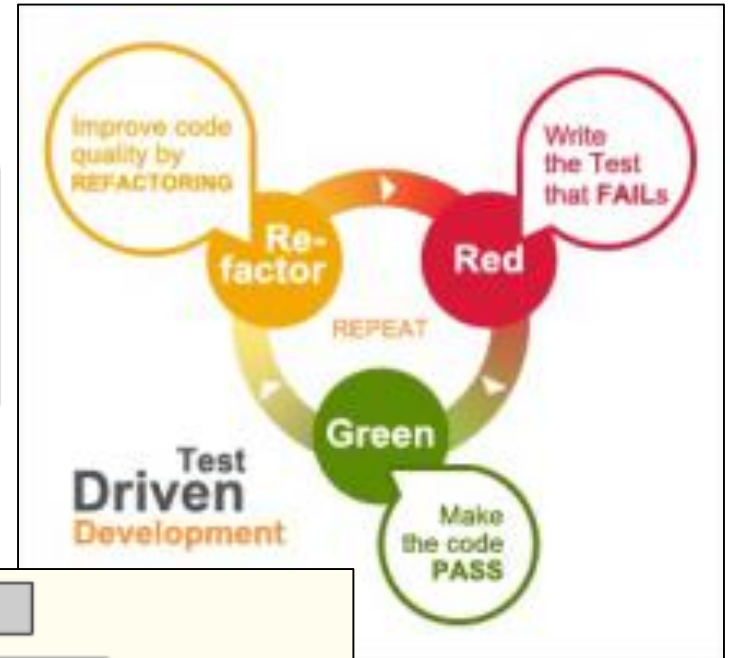 Improve code
quality by
REFACTORING
Write
the Test
that FAILs
Re-
factor
Red
REPEAT
Green
Test
Driven
Development
Make
the code
PASS